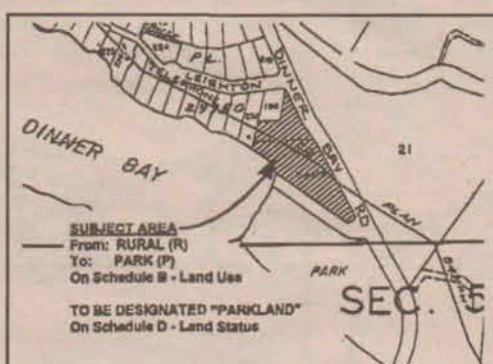 PL.
LEIGHTON
DINNER
BAY
RD
21
DINNER BAY
PLAN
SUBJECT AREA
From: RURAL (R)
To: PARK (P)
On Schedule B - Land Use
PARK
SEC. 5
TO BE DESIGNATED "PARKLAND"
On Schedule D - Land Status